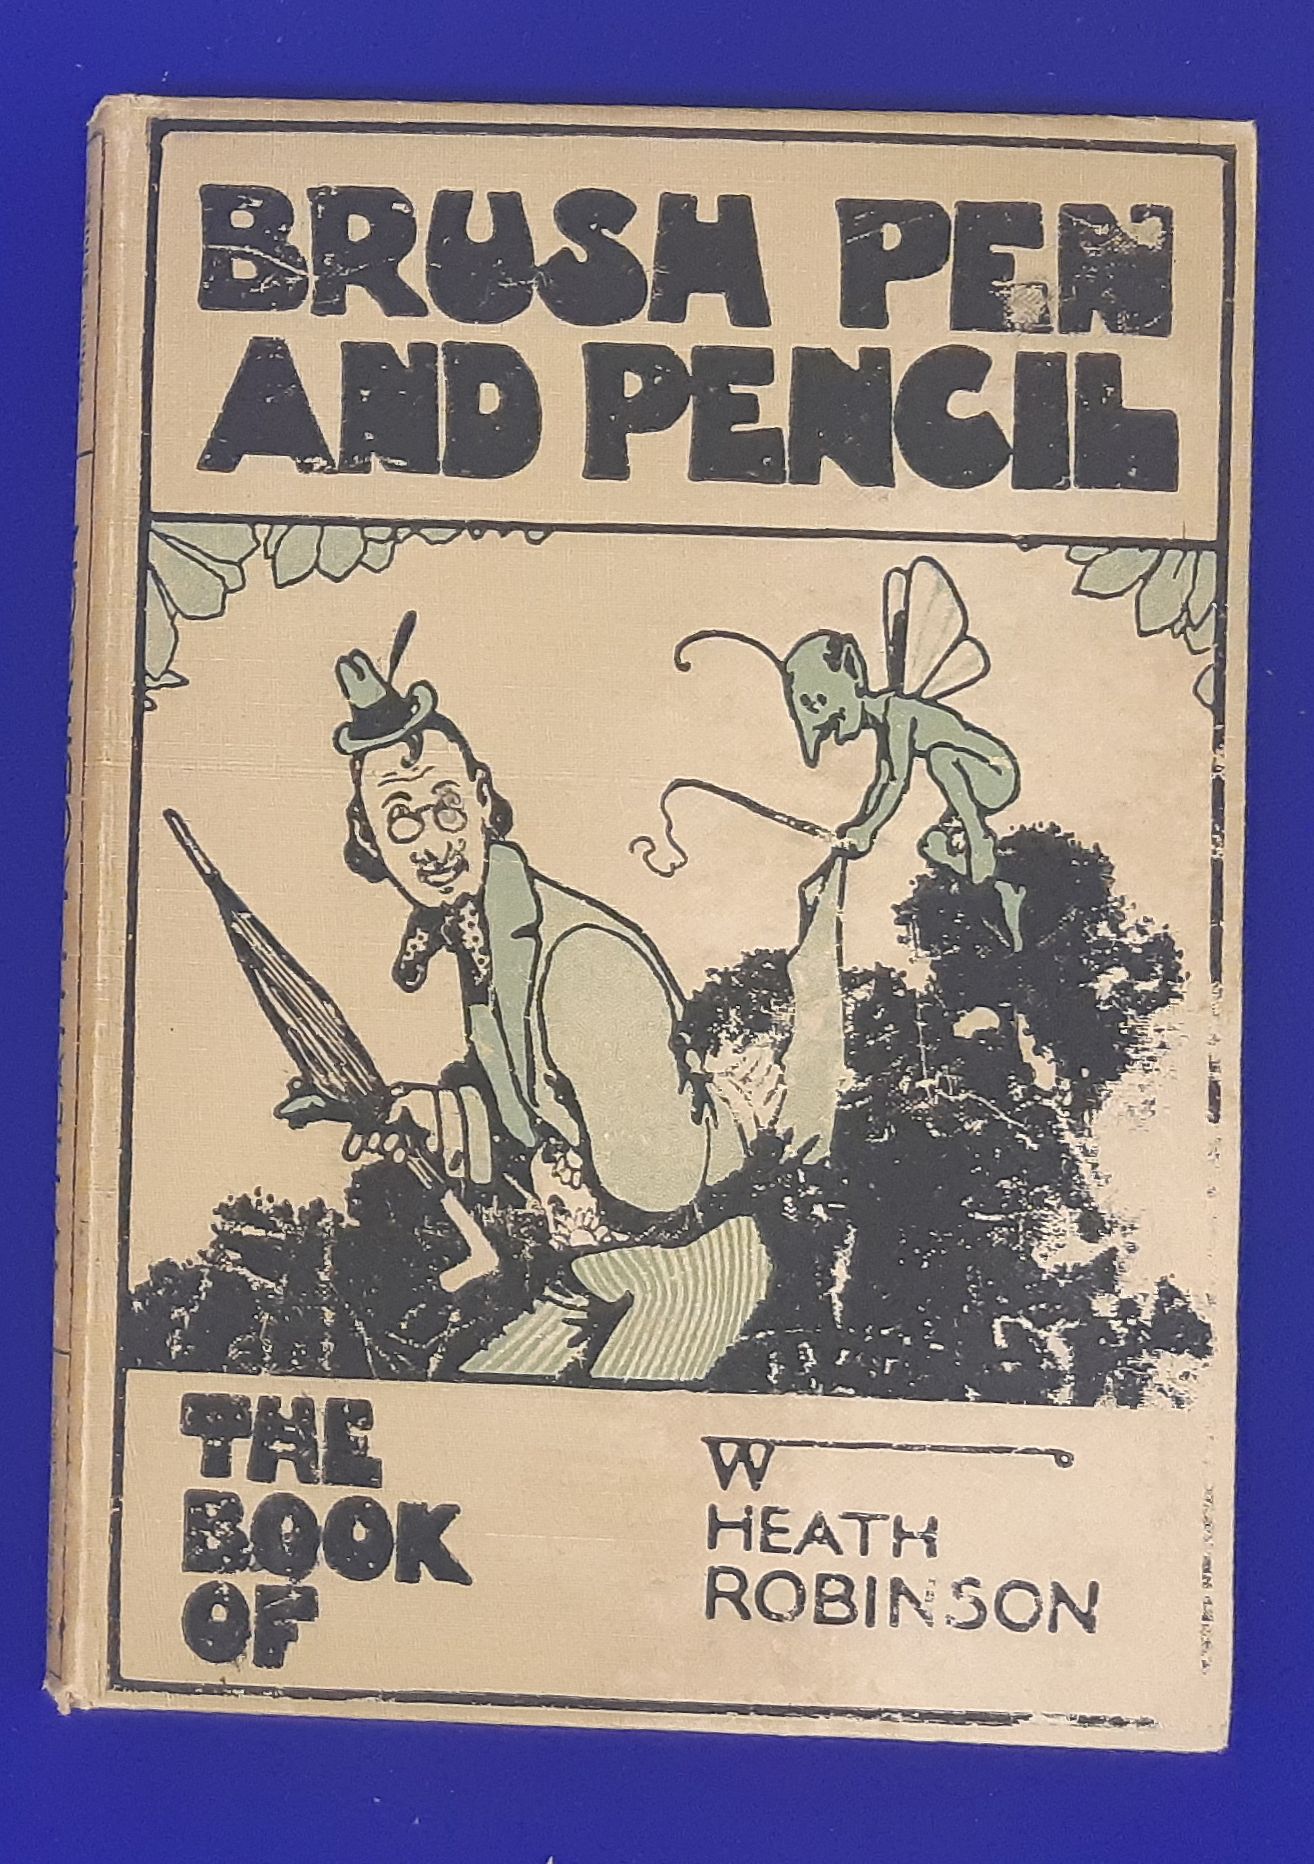 BRUSH PEN
AND PENCIL
THE
BOOK
OF
W
HEATH
ROBINSON